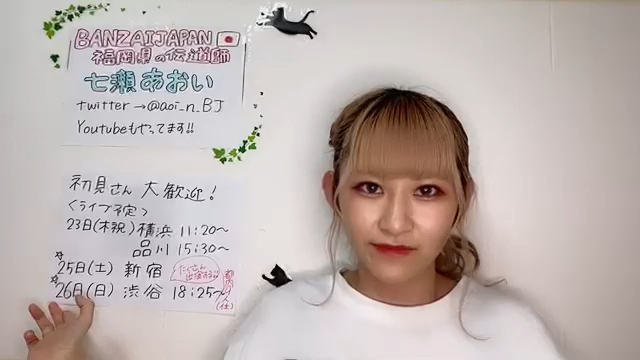 BANZAI JAPAN
福岡県の伝道師
七瀬あおい
twitter→@aoi_n_BJ
Youtubeもやってます!!
初見さん 大歓迎!
<ライブ予定>
23日(木祝)横浜 11:20~
品川 15:30~
☆25日(土) 新宿
☆26日(日) 渋谷 18:25~